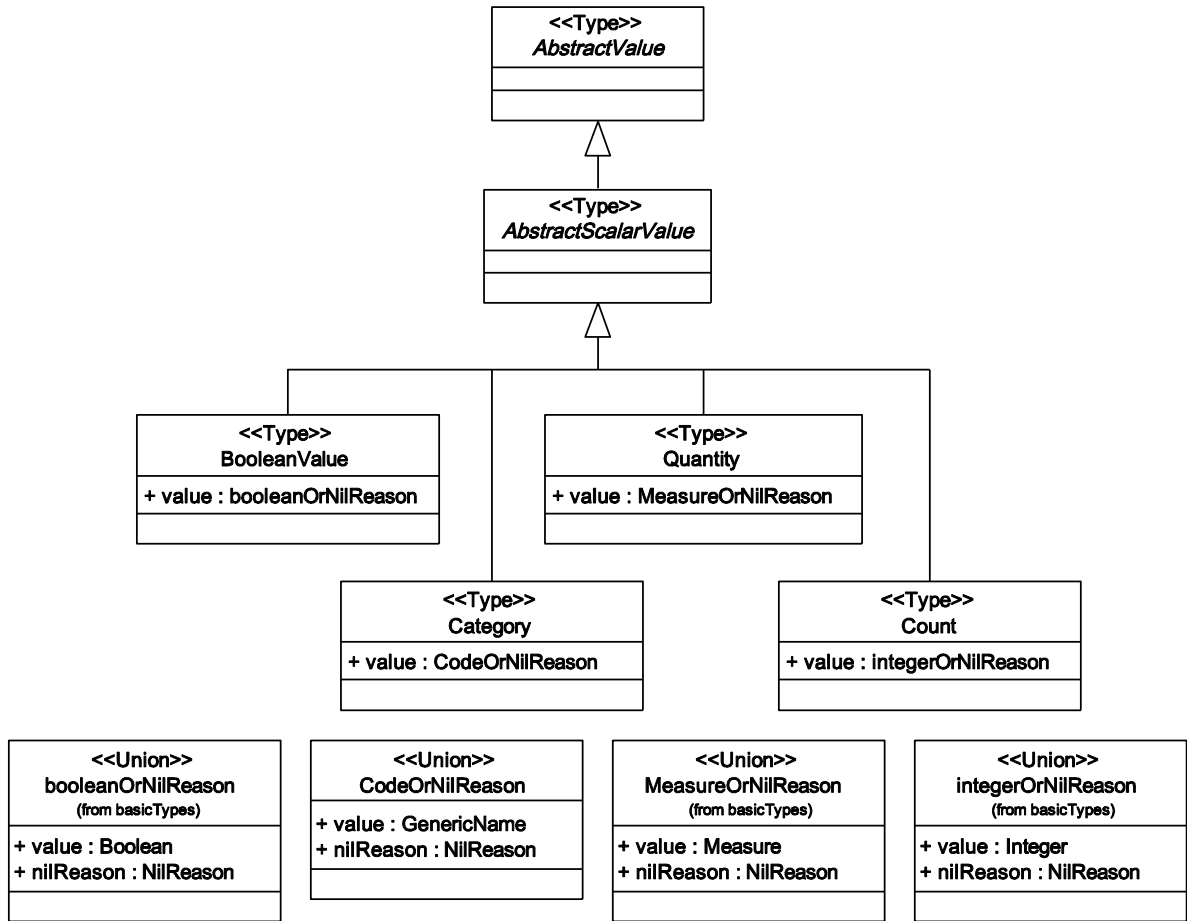 <<Type>>
AbstractValue
<<Type>>
AbstractScalarValue
<<Type>>
BooleanValue
+ value : booleanOrNilReason
<<Type>>
Quantity
+ value : MeasureOrNilReason
<<Type>>
Category
+ value : CodeOrNilReason
<<Type>>
Count
+ value : integerOrNilReason
<<Union>>
booleanOrNilReason
(from basicTypes)
+ value : Boolean
+ nilReason : NilReason
<<Union>>
CodeOrNilReason
+ value : GenericName
+ nilReason : NilReason
<<Union>>
MeasureOrNilReason
(from basicTypes)
+ value : Measure
+ nilReason : NilReason
<<Union>>
integerOrNilReason
(from basicTypes)
+ value : Integer
+ nilReason : NilReason